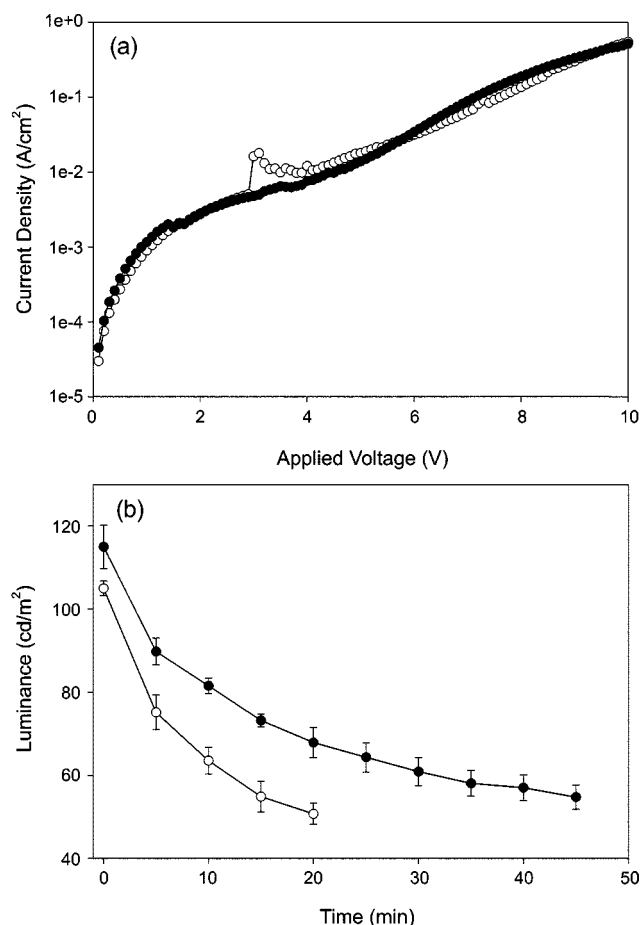 (a)
1e+0
1e-1
1e-2
1e-3
1e-4
1e-5
Current Density (A/cm²)
0 2 4 6 8 10
Applied Voltage (V)
(b)
120
100
80
60
40
Luminance (cd/m²)
0 10 20 30 40 50
Time (min)